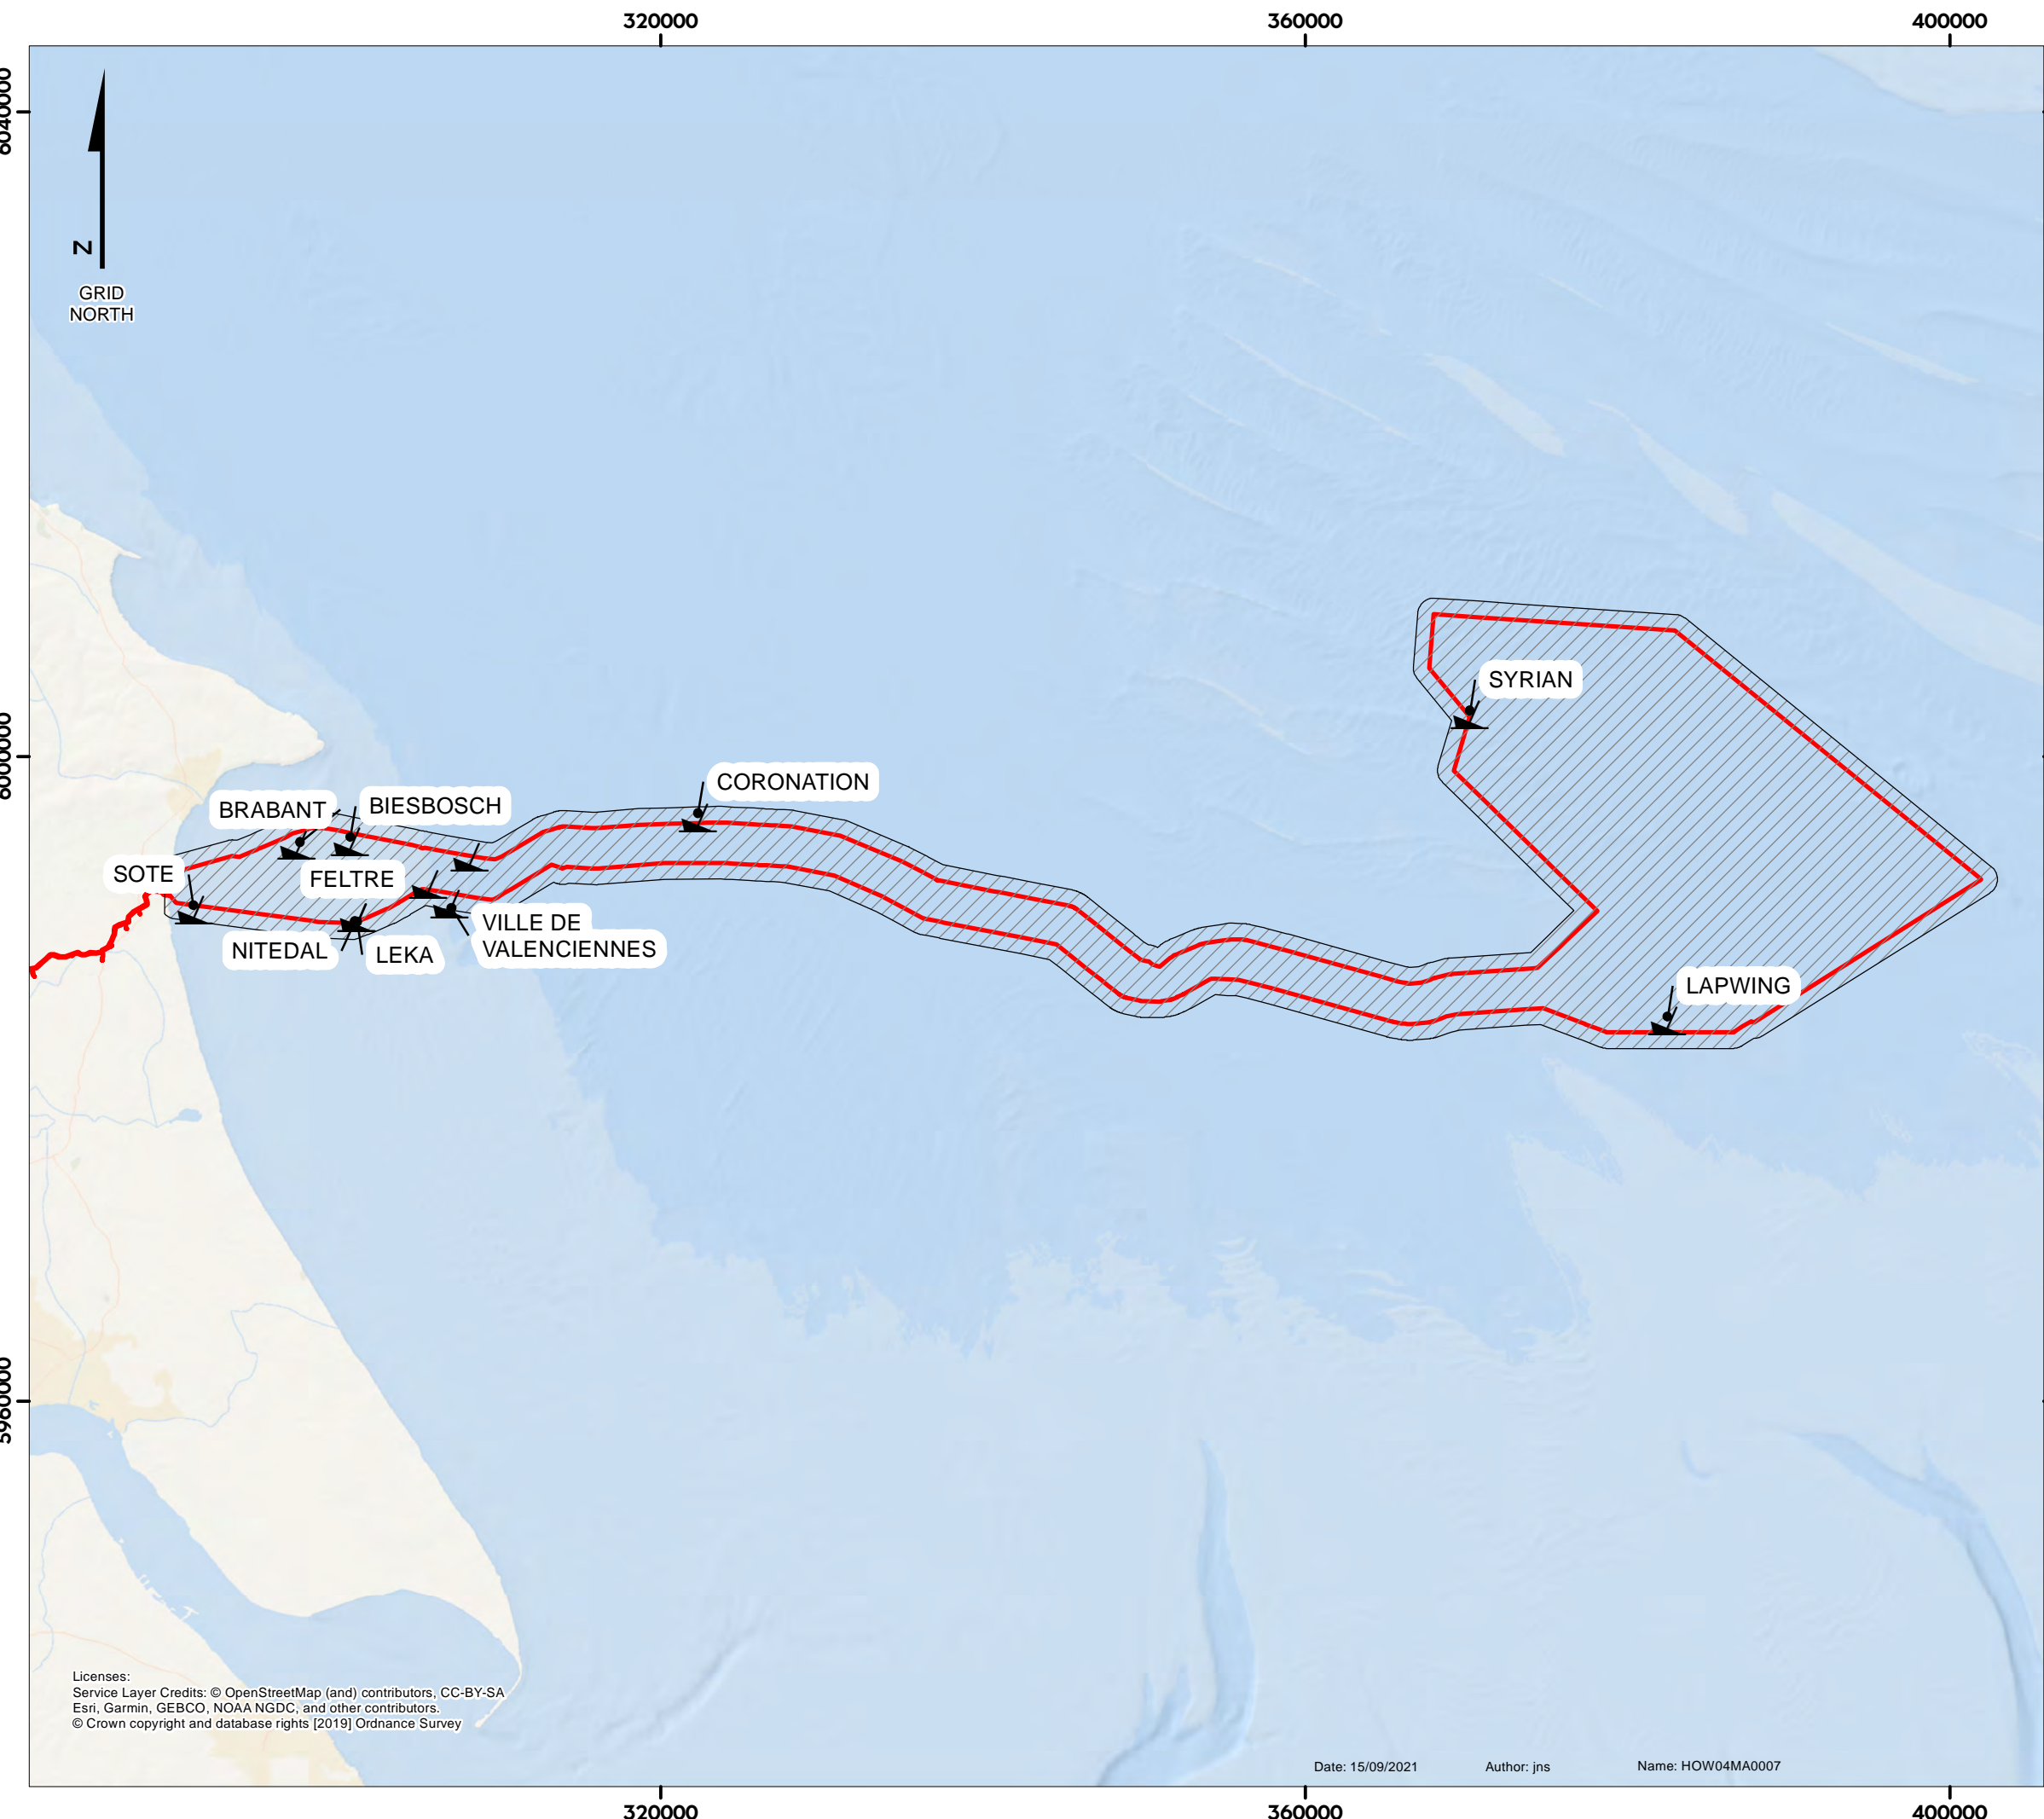 320000 360000 400000
6040000
N
GRID
NORTH
SYRIAN
6000000
CORONATION
BRABANT
BIESBOSCH
SOTE
FELTRE
VILLE DE
VALENCIENNES
NITEDAL
LEKA
LAPWING
5960000
Licenses:
Service Layer Credits: © OpenStreetMap (and) contributors, CC-BY-SA
Esri, Garmin, GEBCO, NOAA NGDC, and other contributors.
© Crown copyright and database rights [2019] Ordnance Survey
Date: 15/09/2021 Author: jns Name: HOW04MA0007
320000 360000 400000